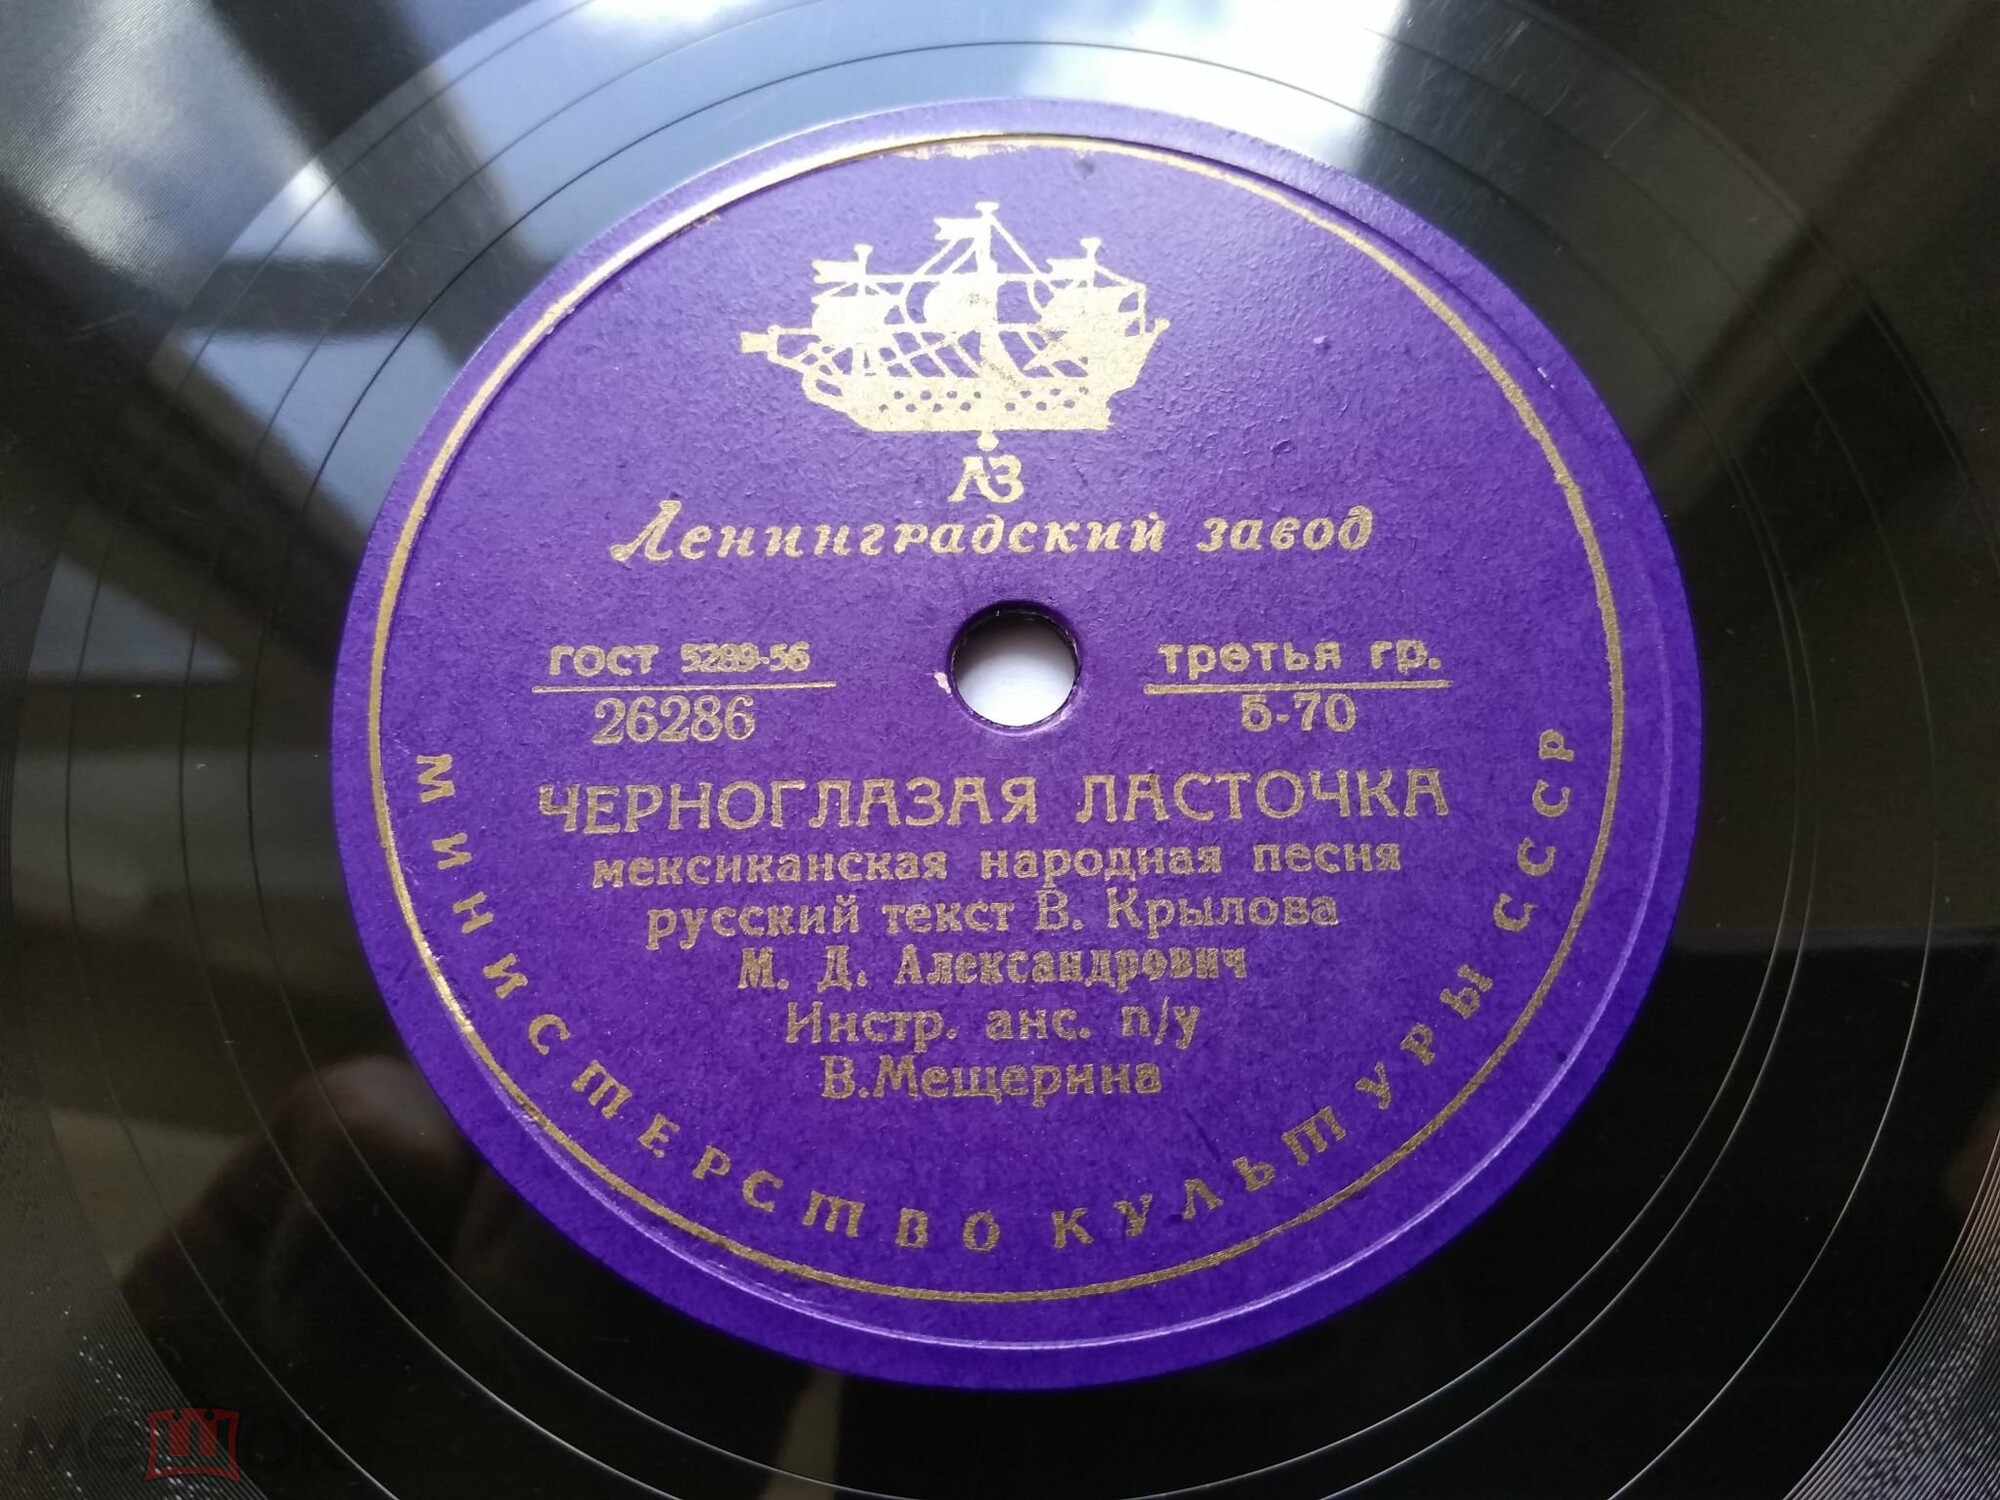 ЛЗ
Ленинградский завод
ГОСТ 5289-56
26286
третья гр.
5-70
ЧЕРНОГЛАЗАЯ ЛАСТОЧКА
мексиканская народная песня
русский текст В. Крылова
М. Д. Александрович
Инстр. анс. п/у
В.Мещерина
МИНИСТЕРСТВО КУЛЬТУРЫ СССР
мешок